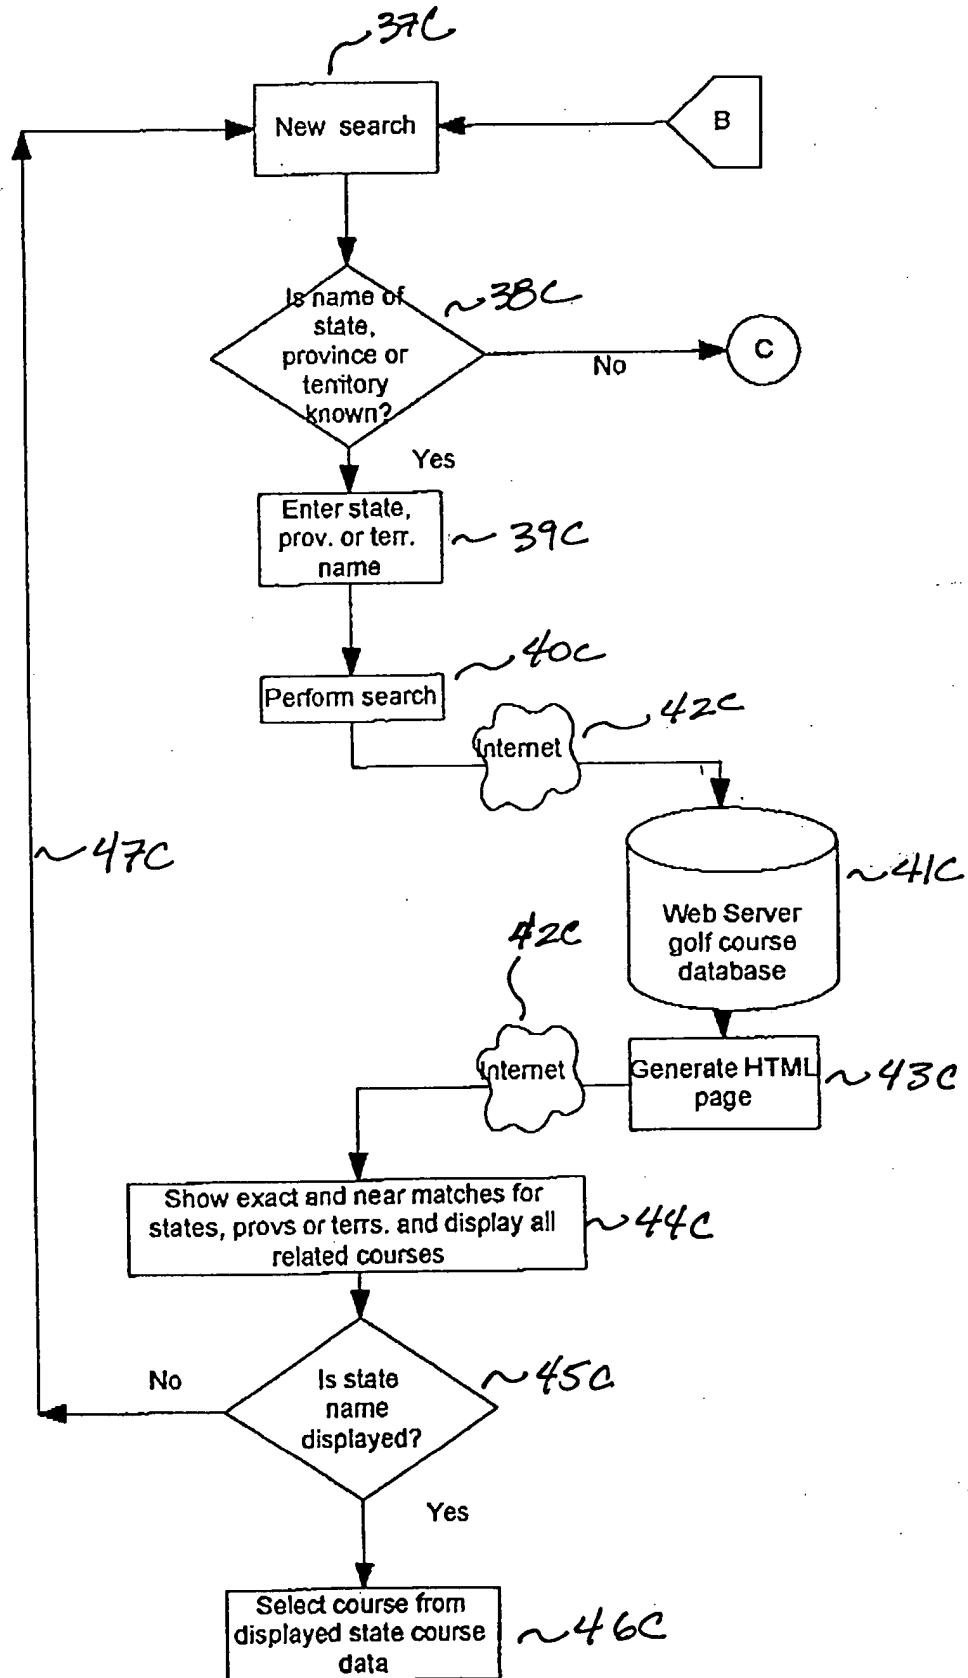 37C
New search
B
Is name of
state,
province or
territory
known?
38C
No
C
Yes
Enter state,
prov. or terr.
name
39C
40C
Perform search
Internet
42C
47C
41C
Web Server
golf course
database
42C
Internet
Generate HTML
page
43C
Show exact and near matches for
states, provs or terrs. and display all
related courses
44C
No
Is state
name
displayed?
45C
Yes
Select course from
displayed state course
data
46C